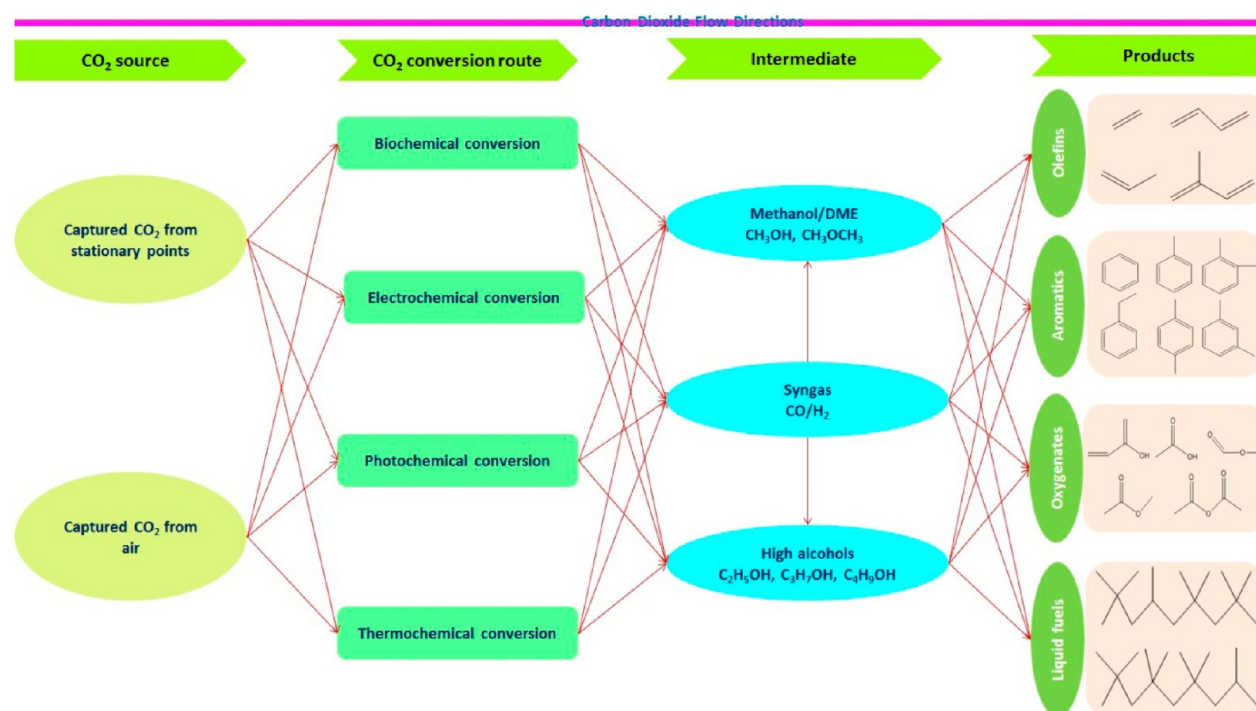 Carbon Dioxide Flow Directions
CO₂ source
CO₂ conversion route
Intermediate
Products
Captured CO₂ from
stationary points
Captured CO₂ from
air
Biochemical conversion
Electrochemical conversion
Photochemical conversion
Thermochemical conversion
Methanol/DME
CH₃OH, CH₃OCH₃
Syngas
CO/H₂
High alcohols
C₂H₅OH, C₃H₇OH, C₄H₉OH
Olefins
Aromatics
Oxygenates
O
O
OH
OH
O
O
O
O
O
O
Liquid fuels